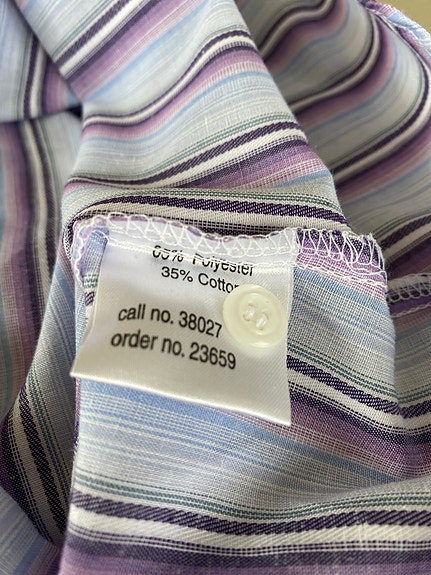 65% Polyester
35% Cotton
call no. 38027
order no. 23659